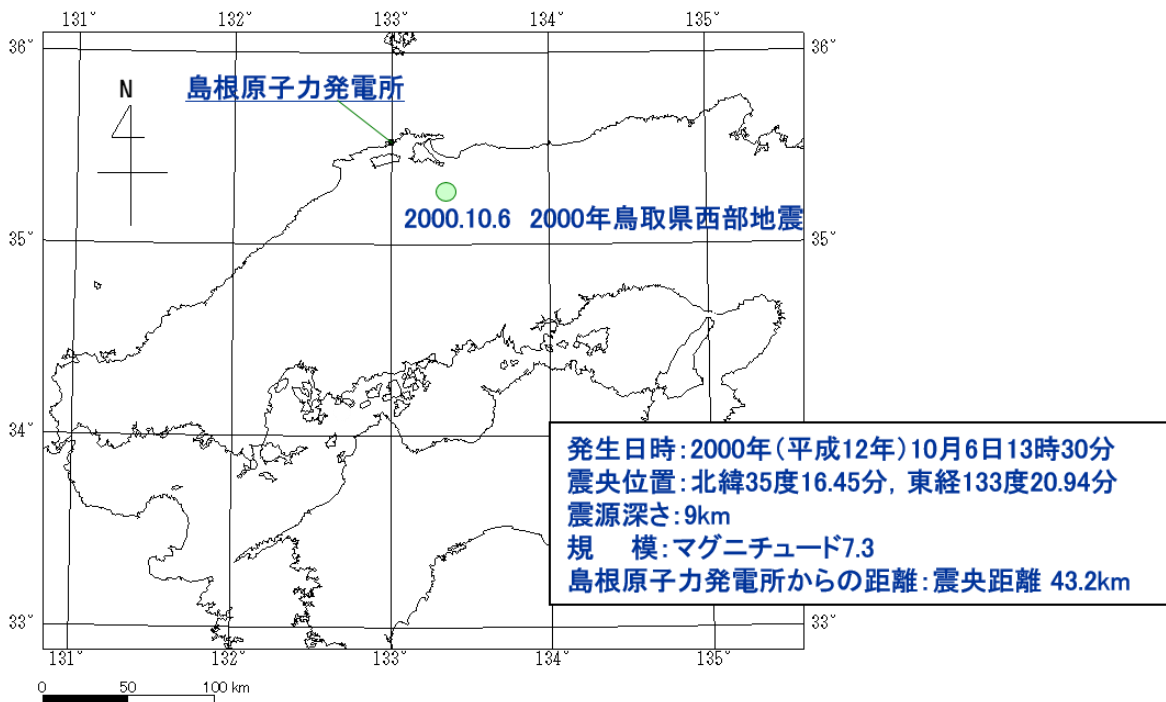 131° 132° 133° 134° 135°
36° 36°
N
島根原子力発電所
2000.10.6 2000年鳥取県西部地震
35° 35°
34°
発生日時：2000年（平成12年）10月6日13時30分
震央位置：北緯35度16.45分，東経133度20.94分
震源深さ：9km
規　模：マグニチュード7.3
島根原子力発電所からの距離：震央距離 43.2km
33° 33°
131° 132° 133° 134° 135°
0 50 100 km